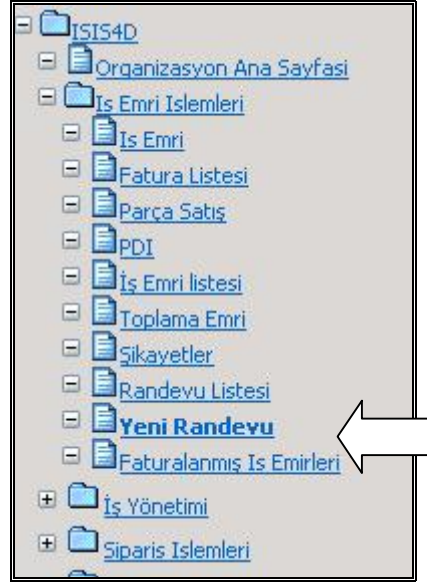 ISIS4D
Organizasyon Ana Sayfasi
Is Emri Islemleri
Is Emri
Fatura Listesi
Parça Satış
PDI
İş Emri listesi
Toplama Emri
Şikayetler
Randevu Listesi
Yeni Randevu
Faturalanmış Is Emirleri
İş Yönetimi
Siparis Islemleri